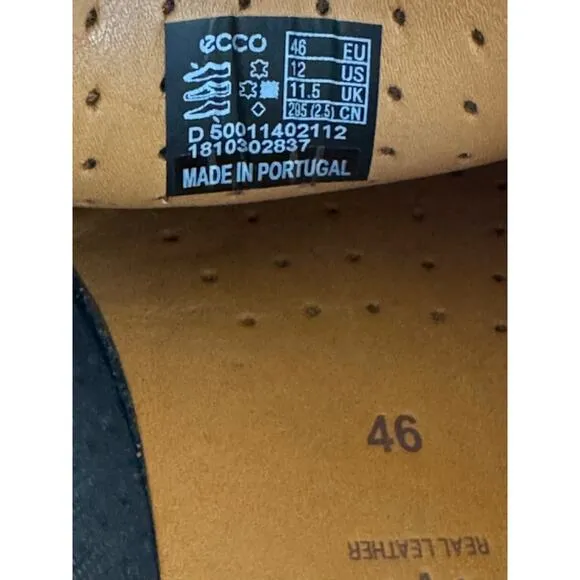 ecco
46 EU
12 US
11.5 UK
295 (2.5) CN
D 50011402112
1810302837
MADE IN PORTUGAL
46
REAL LEATHER